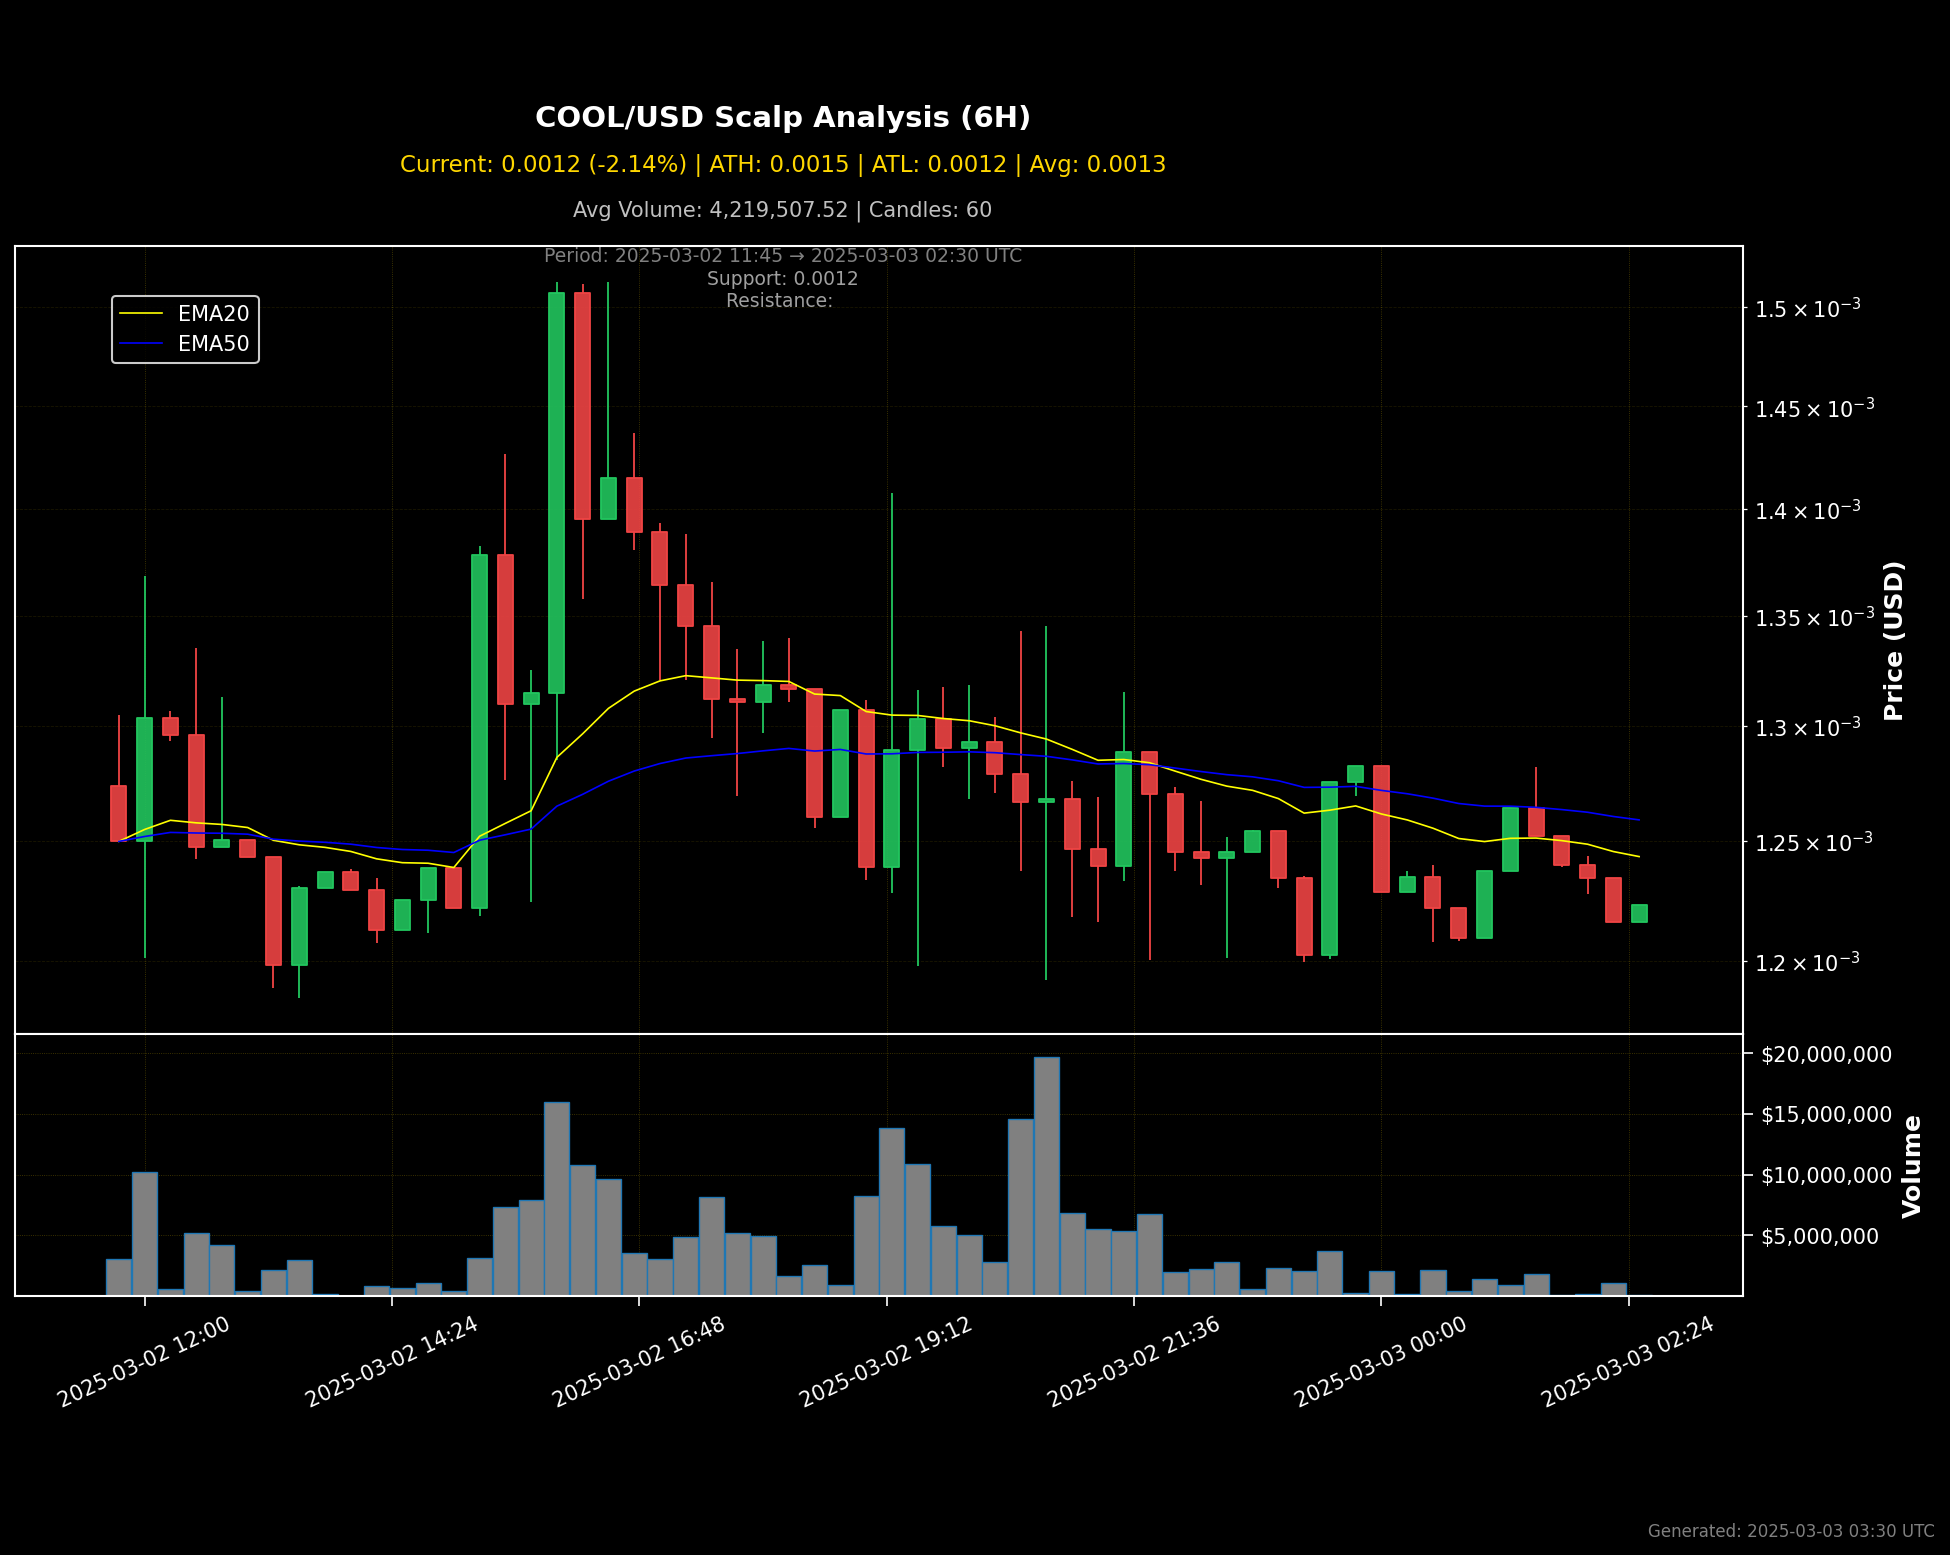 COOL/USD Scalp Analysis (6H)
Current: 0.0012 (-2.14%) | ATH: 0.0015 | ATL: 0.0012 | Avg: 0.0013
Avg Volume: 4,219,507.52 | Candles: 60
Period: 2025-03-02 11:45 → 2025-03-03 02:30 UTC
Support: 0.0012
Resistance:
EMA20
EMA50
1.5 × 10⁻³
1.45 × 10⁻³
1.4 × 10⁻³
1.35 × 10⁻³
1.3 × 10⁻³
1.25 × 10⁻³
1.2 × 10⁻³
Price (USD)
$20,000,000
$15,000,000
$10,000,000
$5,000,000
Volume
2025-03-02 12:00
2025-03-02 14:24
2025-03-02 16:48
2025-03-02 19:12
2025-03-02 21:36
2025-03-03 00:00
2025-03-03 02:24
Generated: 2025-03-03 03:30 UTC